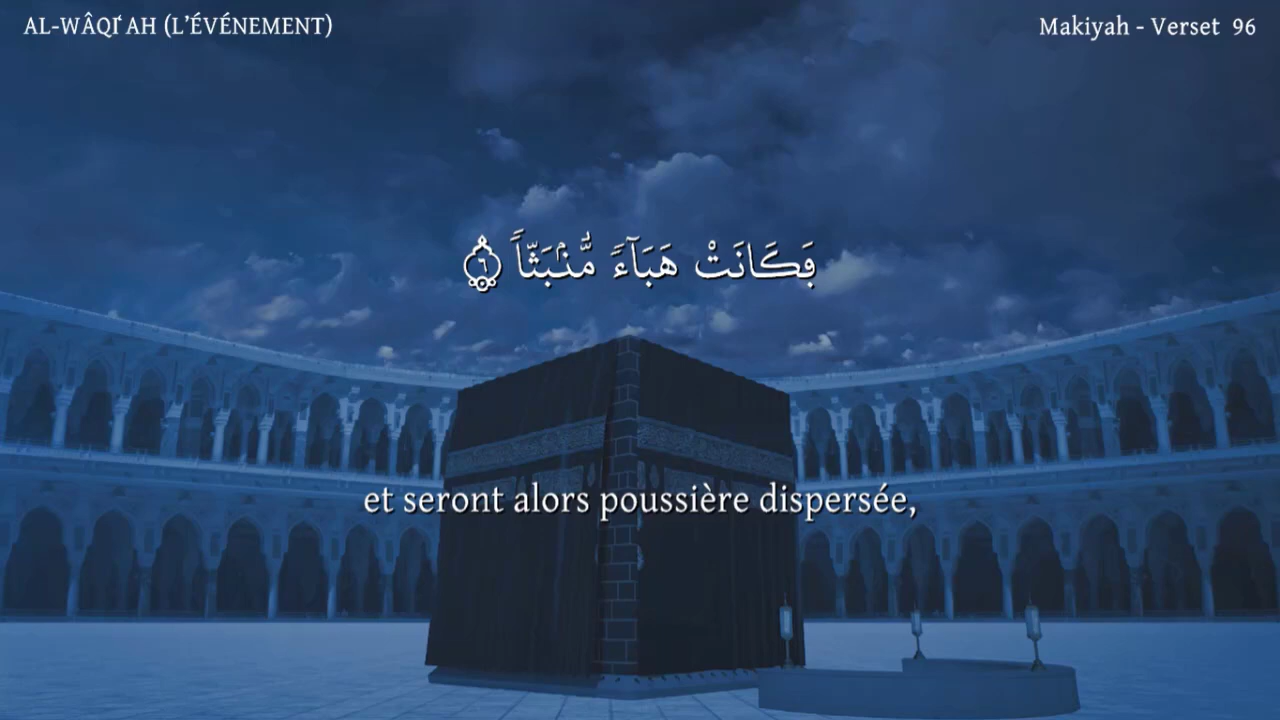 AL-WÂQI‘AH (L’ÉVÉNEMENT)
Makiyah - Verset 96
فَكَانَتْ هَبَآءً مُّنۢبَثًّا ٦
et seront alors poussière dispersée,